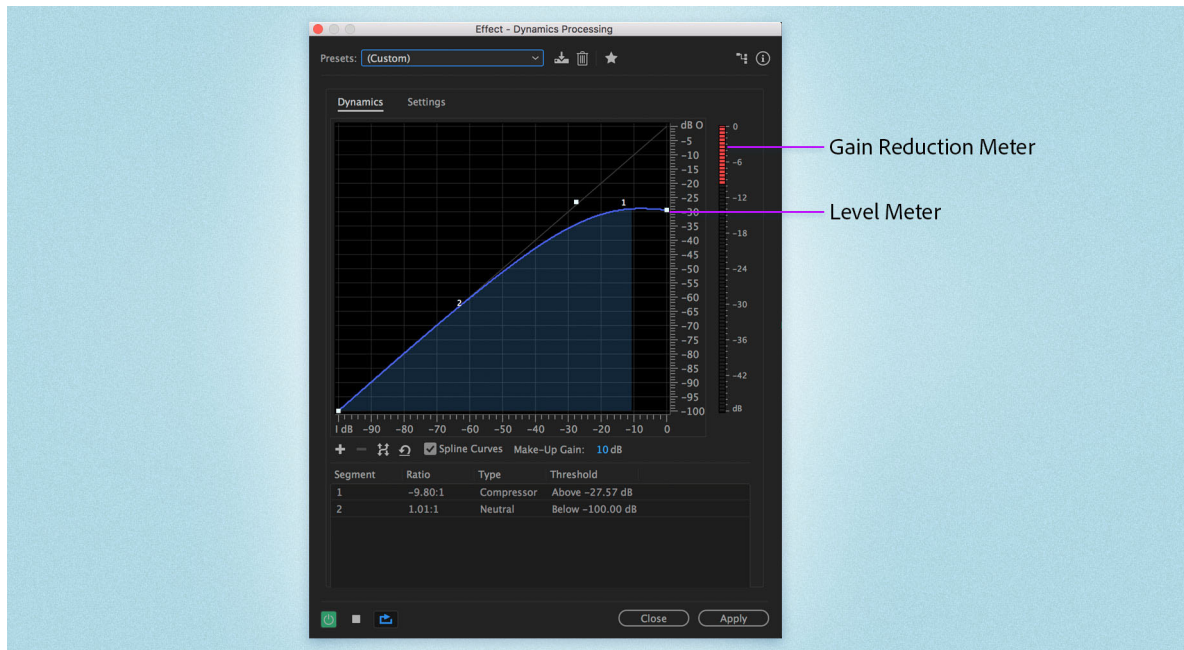 Effect - Dynamics Processing
Presets: (Custom)
Dynamics Settings
dB O
-5
-10
-15
-20
-25
-30
-35
-40
-45
-50
-55
-60
-65
-70
-75
-80
-85
-90
-95
-100
0
-6
-12
-18
-24
-30
-36
-42
dB
Gain Reduction Meter
Level Meter
1
2
I dB -90 -80 -70 -60 -50 -40 -30 -20 -10 0
Spline Curves Make-Up Gain: 10 dB
Segment Ratio Type Threshold
1 -9.80:1 Compressor Above -27.57 dB
2 1.01:1 Neutral Below -100.00 dB
Close Apply